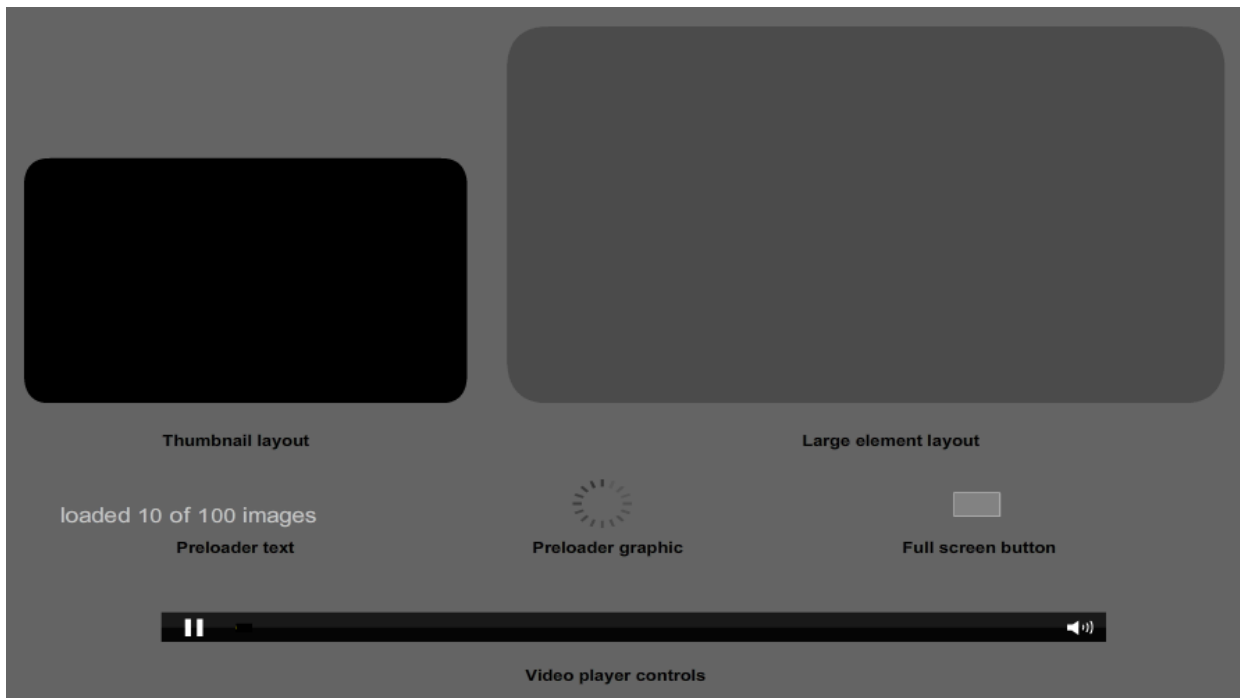 Thumbnail layout
Large element layout
loaded 10 of 100 images
Preloader text
Preloader graphic
Full screen button
Video player controls